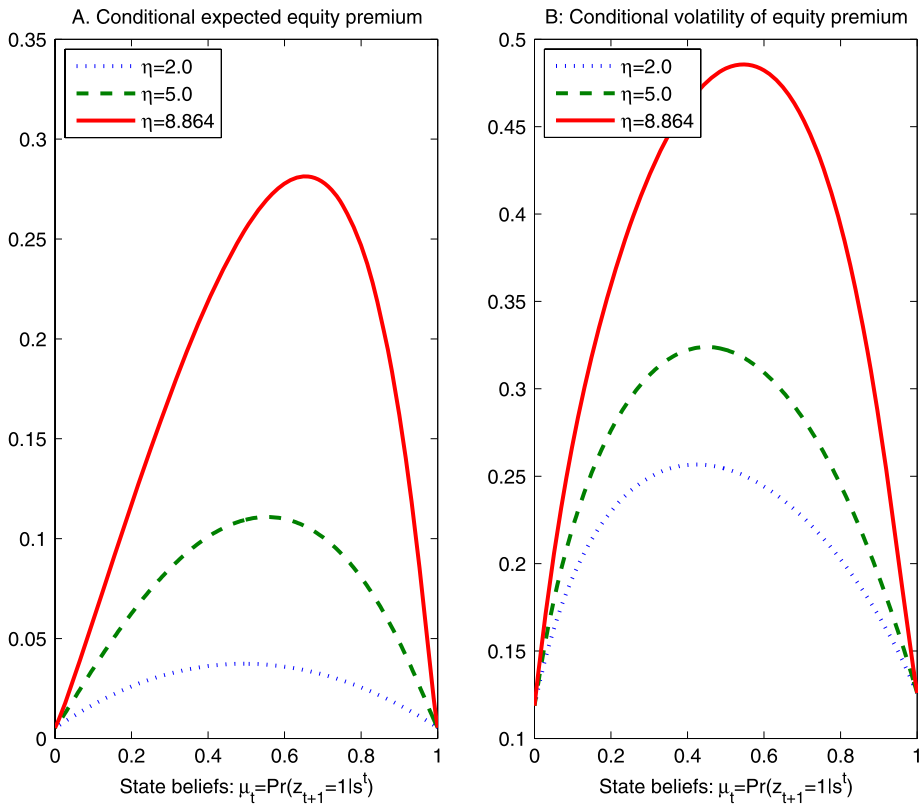 A. Conditional expected equity premium
0.35
0.3
0.25
0.2
0.15
0.1
0.05
0
η=2.0
η=5.0
η=8.864
0 0.2 0.4 0.6 0.8 1
State beliefs: μt=Pr(zt+1=1|st)
B: Conditional volatility of equity premium
0.5
0.45
0.4
0.35
0.3
0.25
0.2
0.15
0.1
η=2.0
η=5.0
η=8.864
0 0.2 0.4 0.6 0.8 1
State beliefs: μt=Pr(zt+1=1|st)